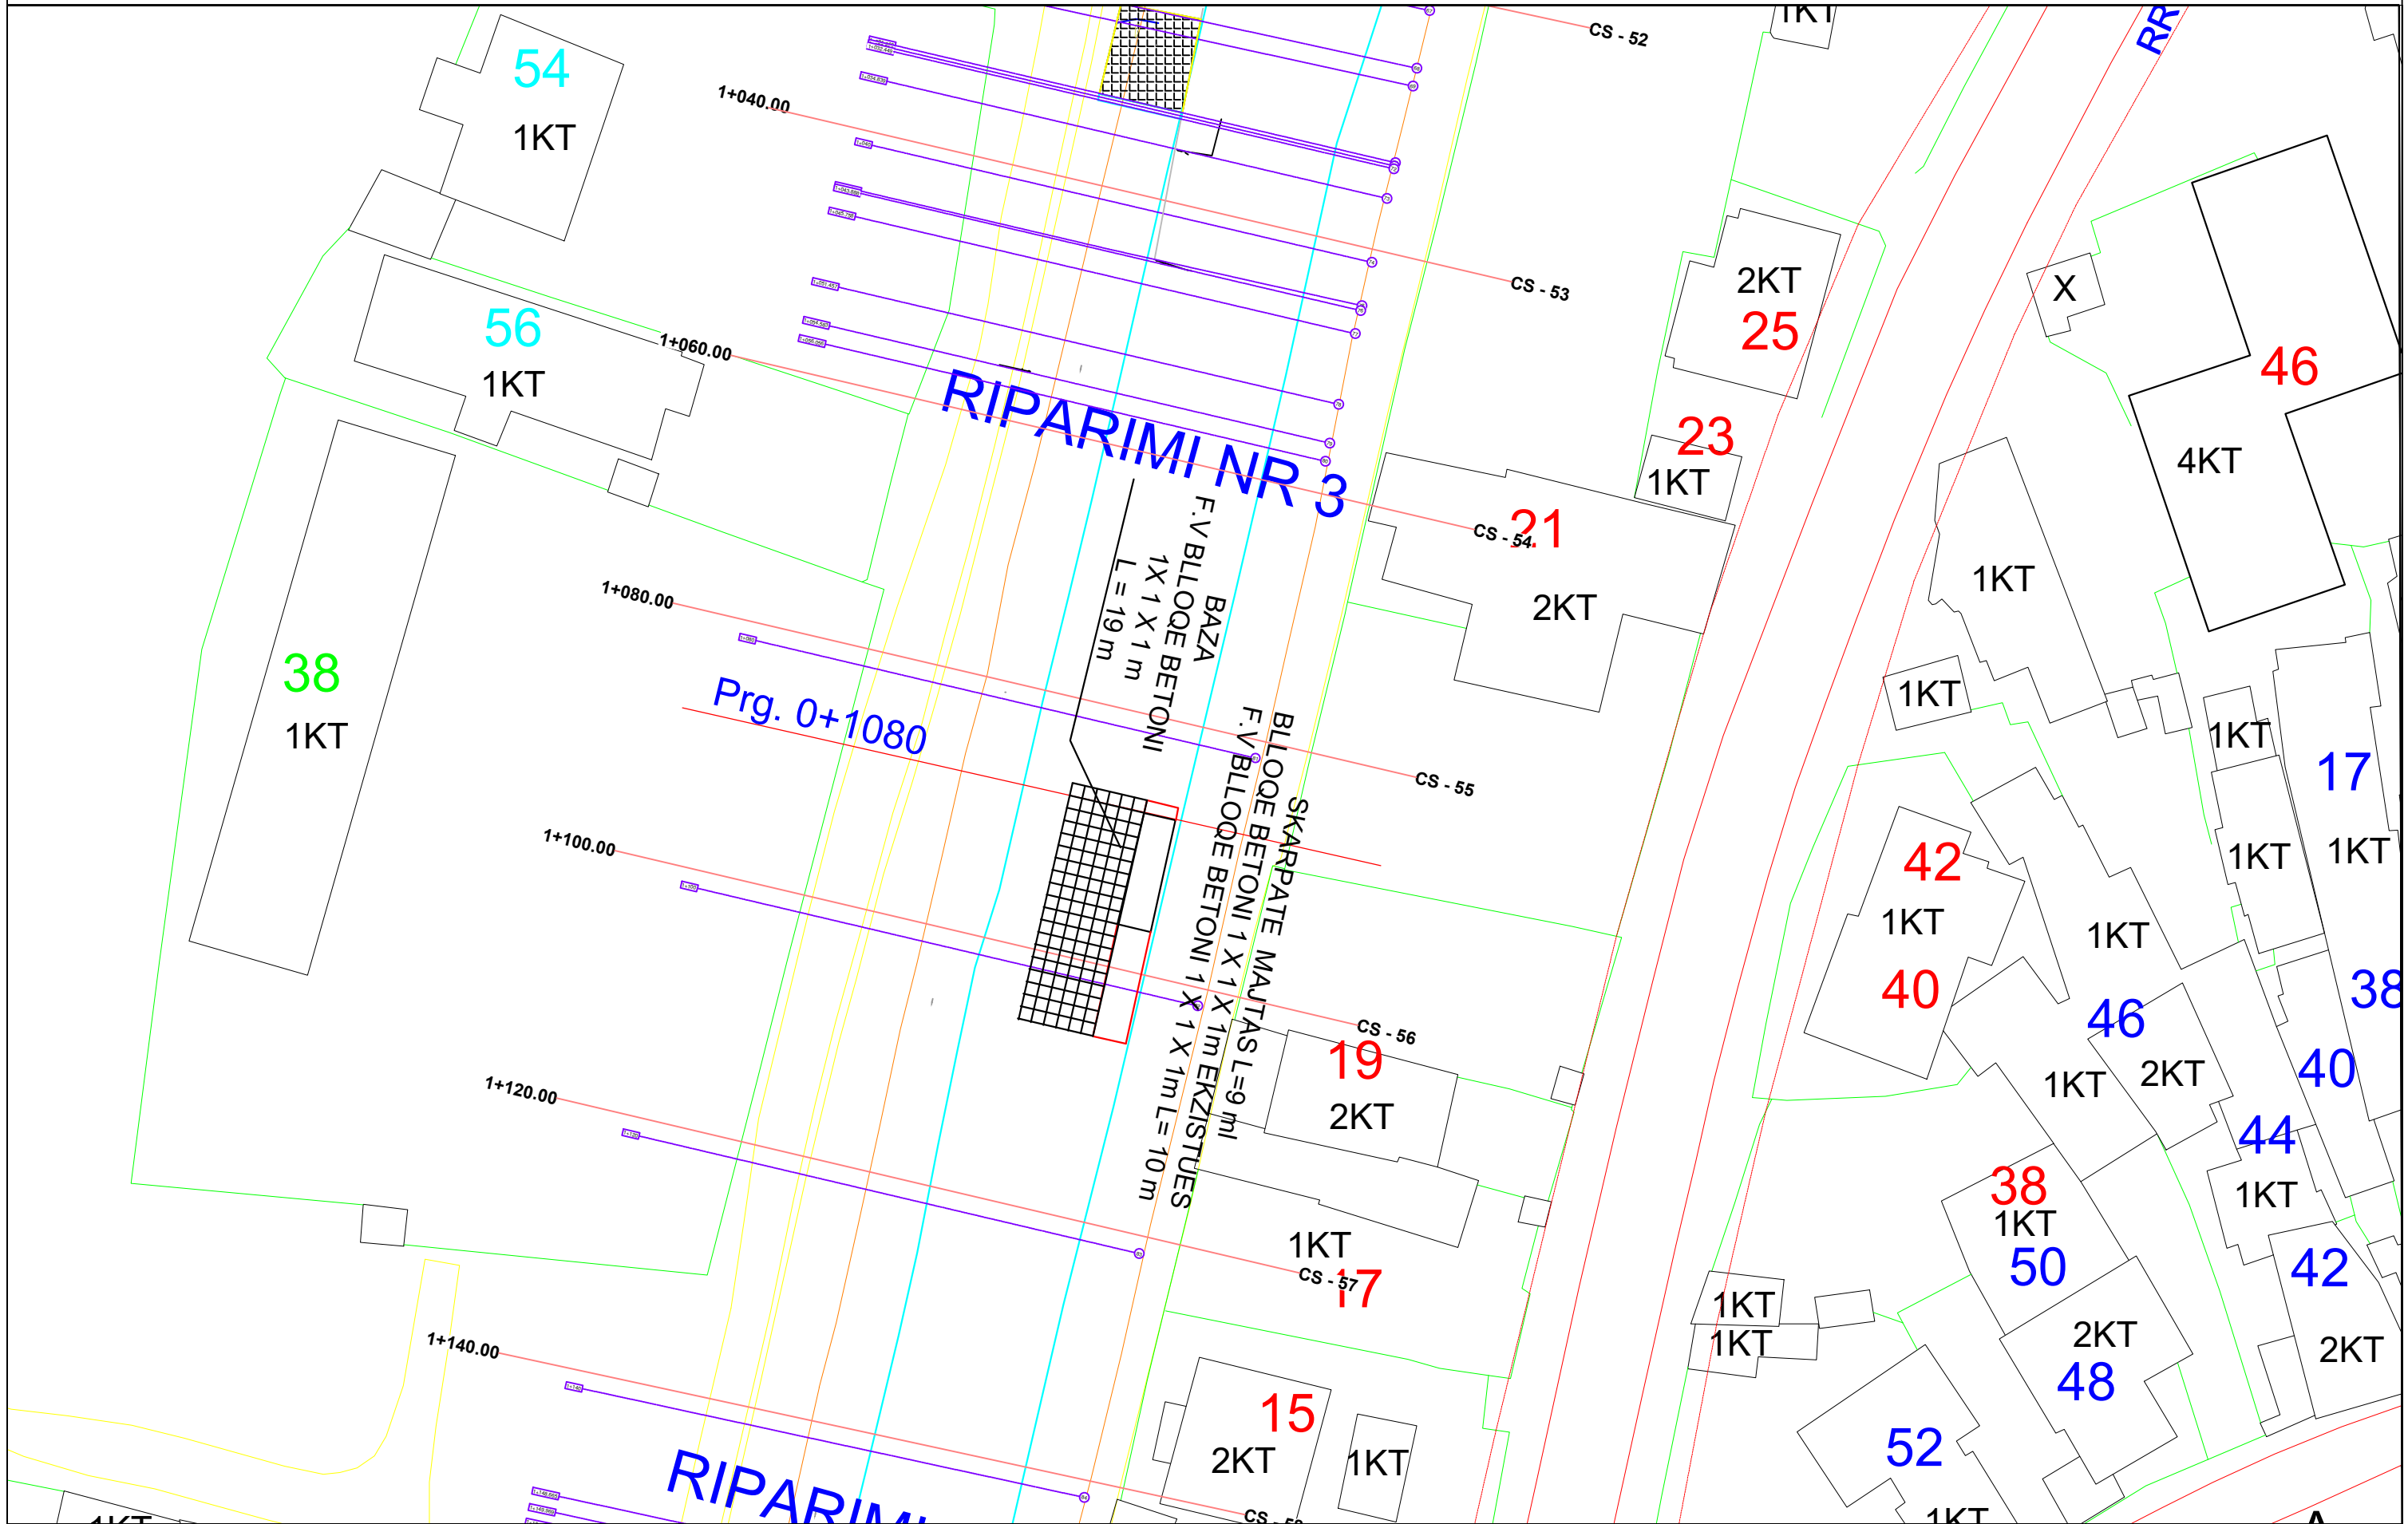 1KT
RR
CS - 52
54
1KT
1+040.00
CS - 53
2KT
25
X
46
4KT
56
1KT
1+060.00
RIPARIMI NR 3
23
1KT
21
CS - 54
2KT
1KT
BAZA
F.V BLLOQE BETONI
1X 1 X 1 m
L = 19 m
1+080.00
38
1KT
Prg. 0+1080
CS - 55
1KT
1KT
17
1KT
1KT
SKARPATE MAJTAS L=9 ml
BLLOQE BETONI 1 X 1 X 1m EKZISTUES
F.V BLLOQE BETONI 1 X 1 X 1m L= 10 m
1+100.00
CS - 56
42
1KT
40
1KT
38
46
2KT
1KT
40
44
1KT
19
2KT
1+120.00
38
1KT
50
42
2KT
1KT
CS - 57
17
1KT
1KT
2KT
48
1+140.00
15
2KT
1KT
52
1KT
RIPARIMI
1KT